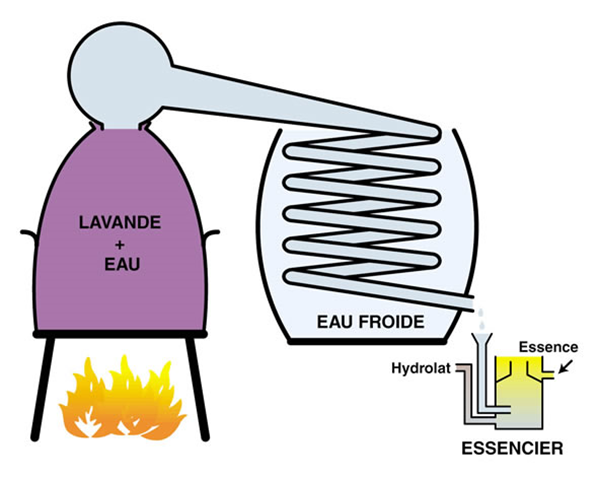 LAVANDE
+
EAU
EAU FROIDE
Essence
Hydrolat
ESSENCIER